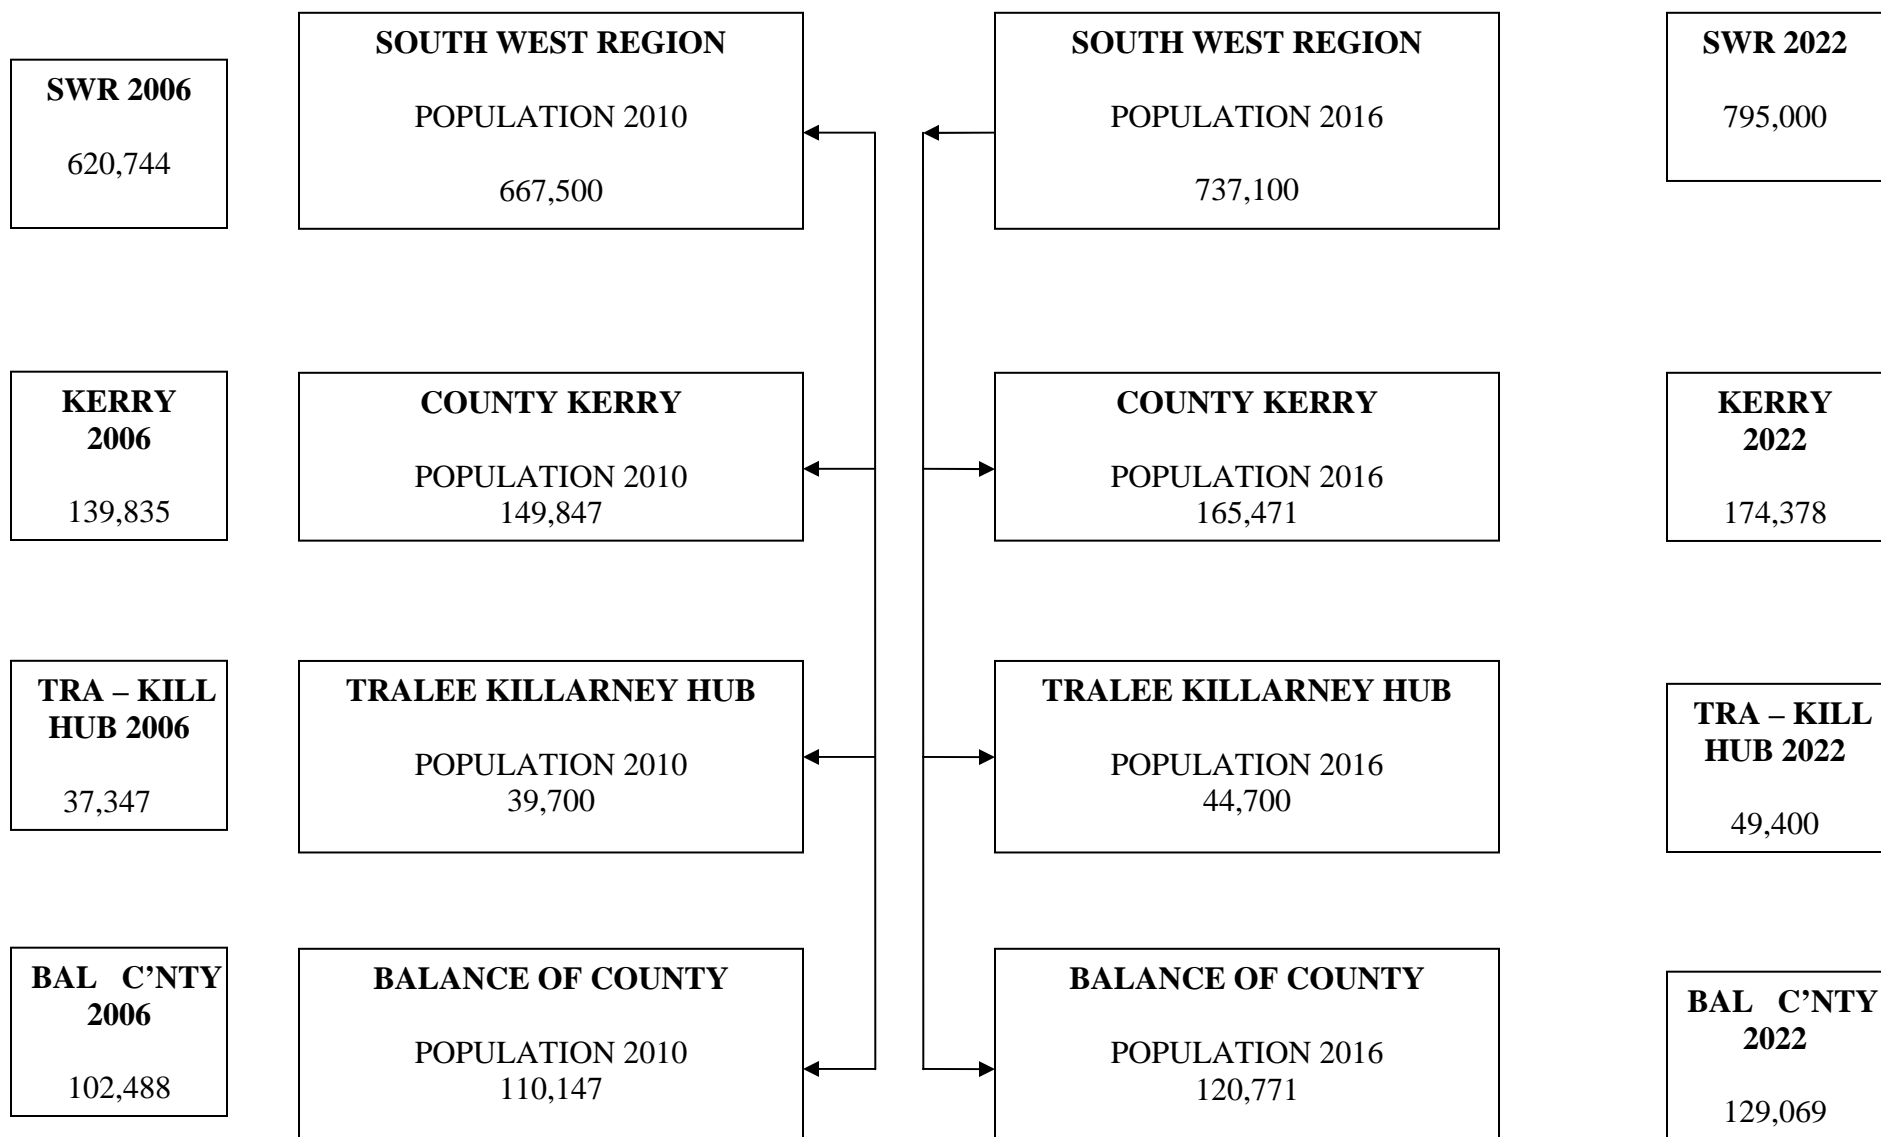 SWR 2006
620,744
SOUTH WEST REGION
POPULATION 2010
667,500
SOUTH WEST REGION
POPULATION 2016
737,100
SWR 2022
795,000
KERRY
2006
139,835
COUNTY KERRY
POPULATION 2010
149,847
COUNTY KERRY
POPULATION 2016
165,471
KERRY
2022
174,378
TRA – KILL
HUB 2006
37,347
TRALEE KILLARNEY HUB
POPULATION 2010
39,700
TRALEE KILLARNEY HUB
POPULATION 2016
44,700
TRA – KILL
HUB 2022
49,400
BAL C’NTY
2006
102,488
BALANCE OF COUNTY
POPULATION 2010
110,147
BALANCE OF COUNTY
POPULATION 2016
120,771
BAL C’NTY
2022
129,069